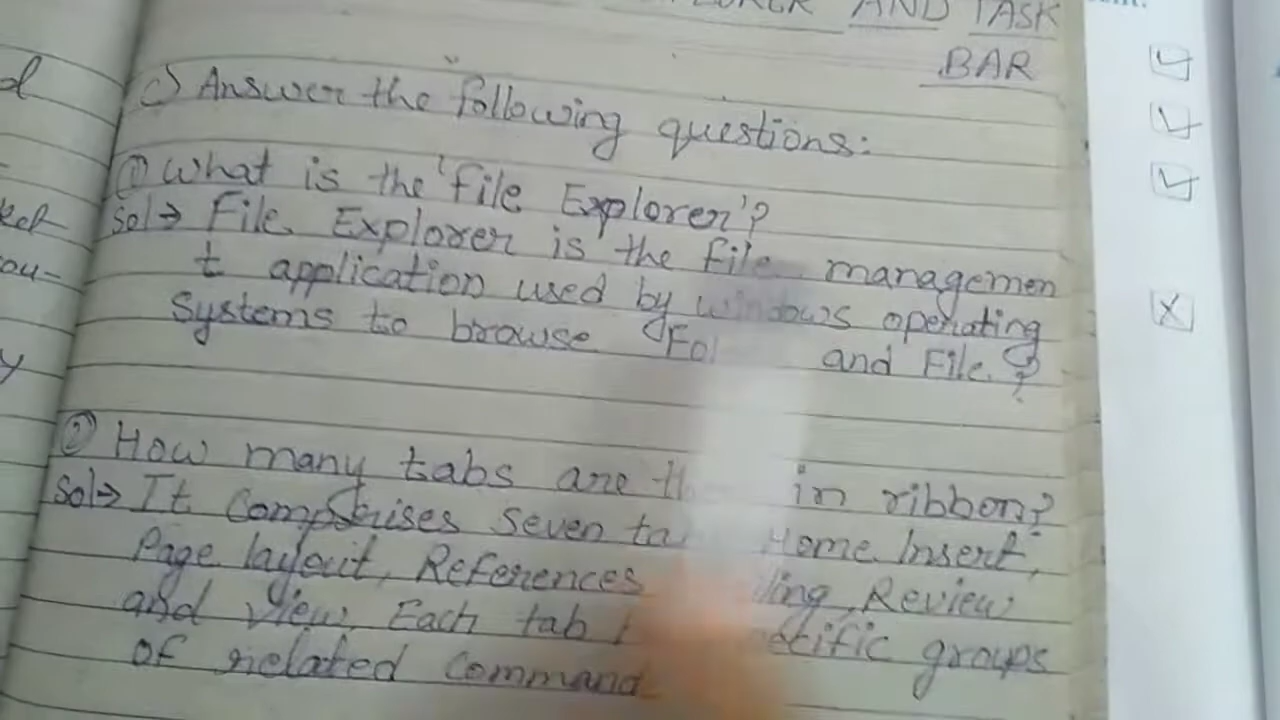 AND TASK
BAR
c) Answer the following questions:
① What is the 'File Explorer'?
Sol→ File Explorer is the File managemen
t application used by windows operating
Systems to browse and File.
② How many tabs are in ribbon?
Sol→ It Comprises Seven Home Insert,
Page layout, References Review
and View. Each tab groups
of related Command